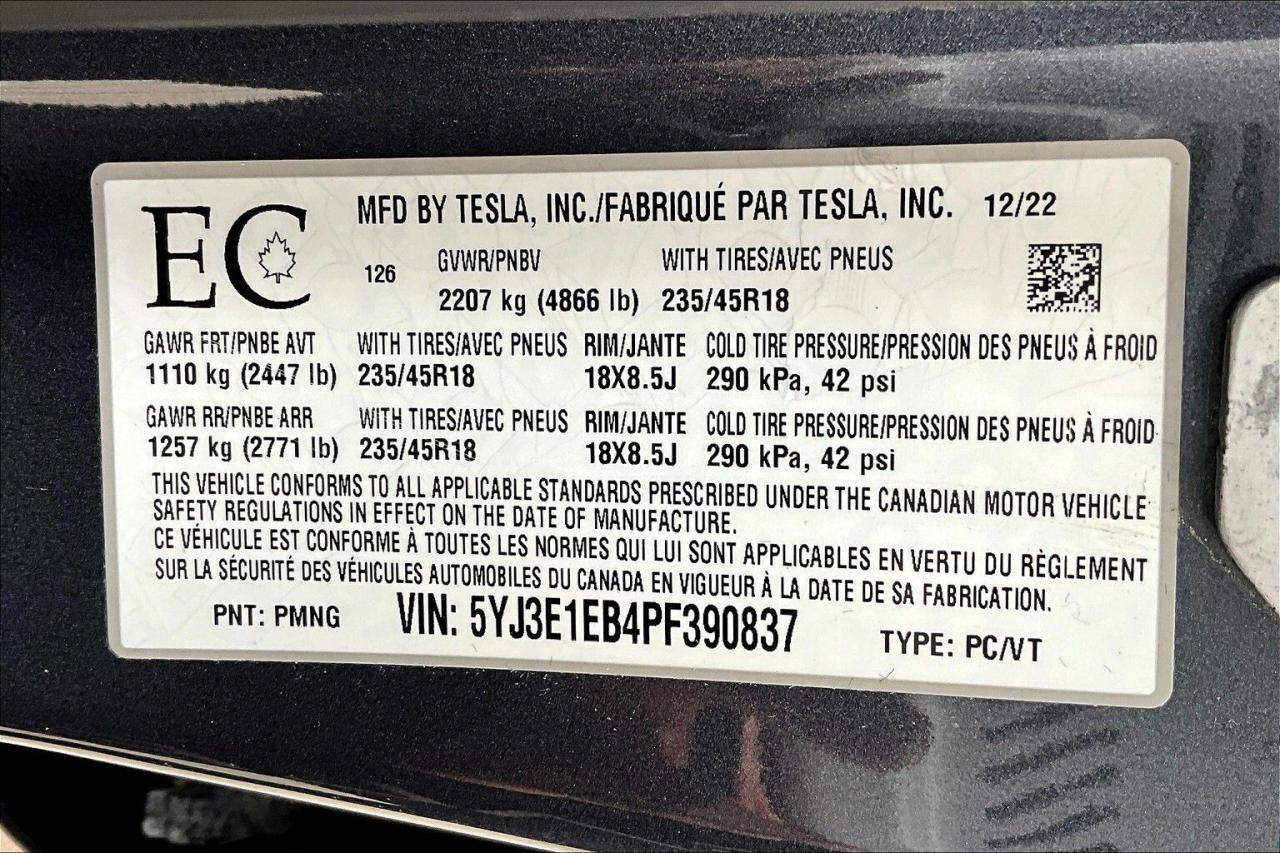 EC
MFD BY TESLA, INC./FABRIQUÉ PAR TESLA, INC. 12/22
126 GVWR/PNBV WITH TIRES/AVEC PNEUS
2207 kg (4866 lb) 235/45R18
GAWR FRT/PNBE AVT WITH TIRES/AVEC PNEUS RIM/JANTE COLD TIRE PRESSURE/PRESSION DES PNEUS À FROID
1110 kg (2447 lb) 235/45R18 18X8.5J 290 kPa, 42 psi
GAWR RR/PNBE ARR WITH TIRES/AVEC PNEUS RIM/JANTE COLD TIRE PRESSURE/PRESSION DES PNEUS À FROID
1257 kg (2771 lb) 235/45R18 18X8.5J 290 kPa, 42 psi
THIS VEHICLE CONFORMS TO ALL APPLICABLE STANDARDS PRESCRIBED UNDER THE CANADIAN MOTOR VEHICLE
SAFETY REGULATIONS IN EFFECT ON THE DATE OF MANUFACTURE.
CE VÉHICULE EST CONFORME À TOUTES LES NORMES QUI LUI SONT APPLICABLES EN VERTU DU RÈGLEMENT
SUR LA SÉCURITÉ DES VÉHICULES AUTOMOBILES DU CANADA EN VIGUEUR À LA DATE DE SA FABRICATION.
PNT: PMNG VIN: 5YJ3E1EB4PF390837 TYPE: PC/VT